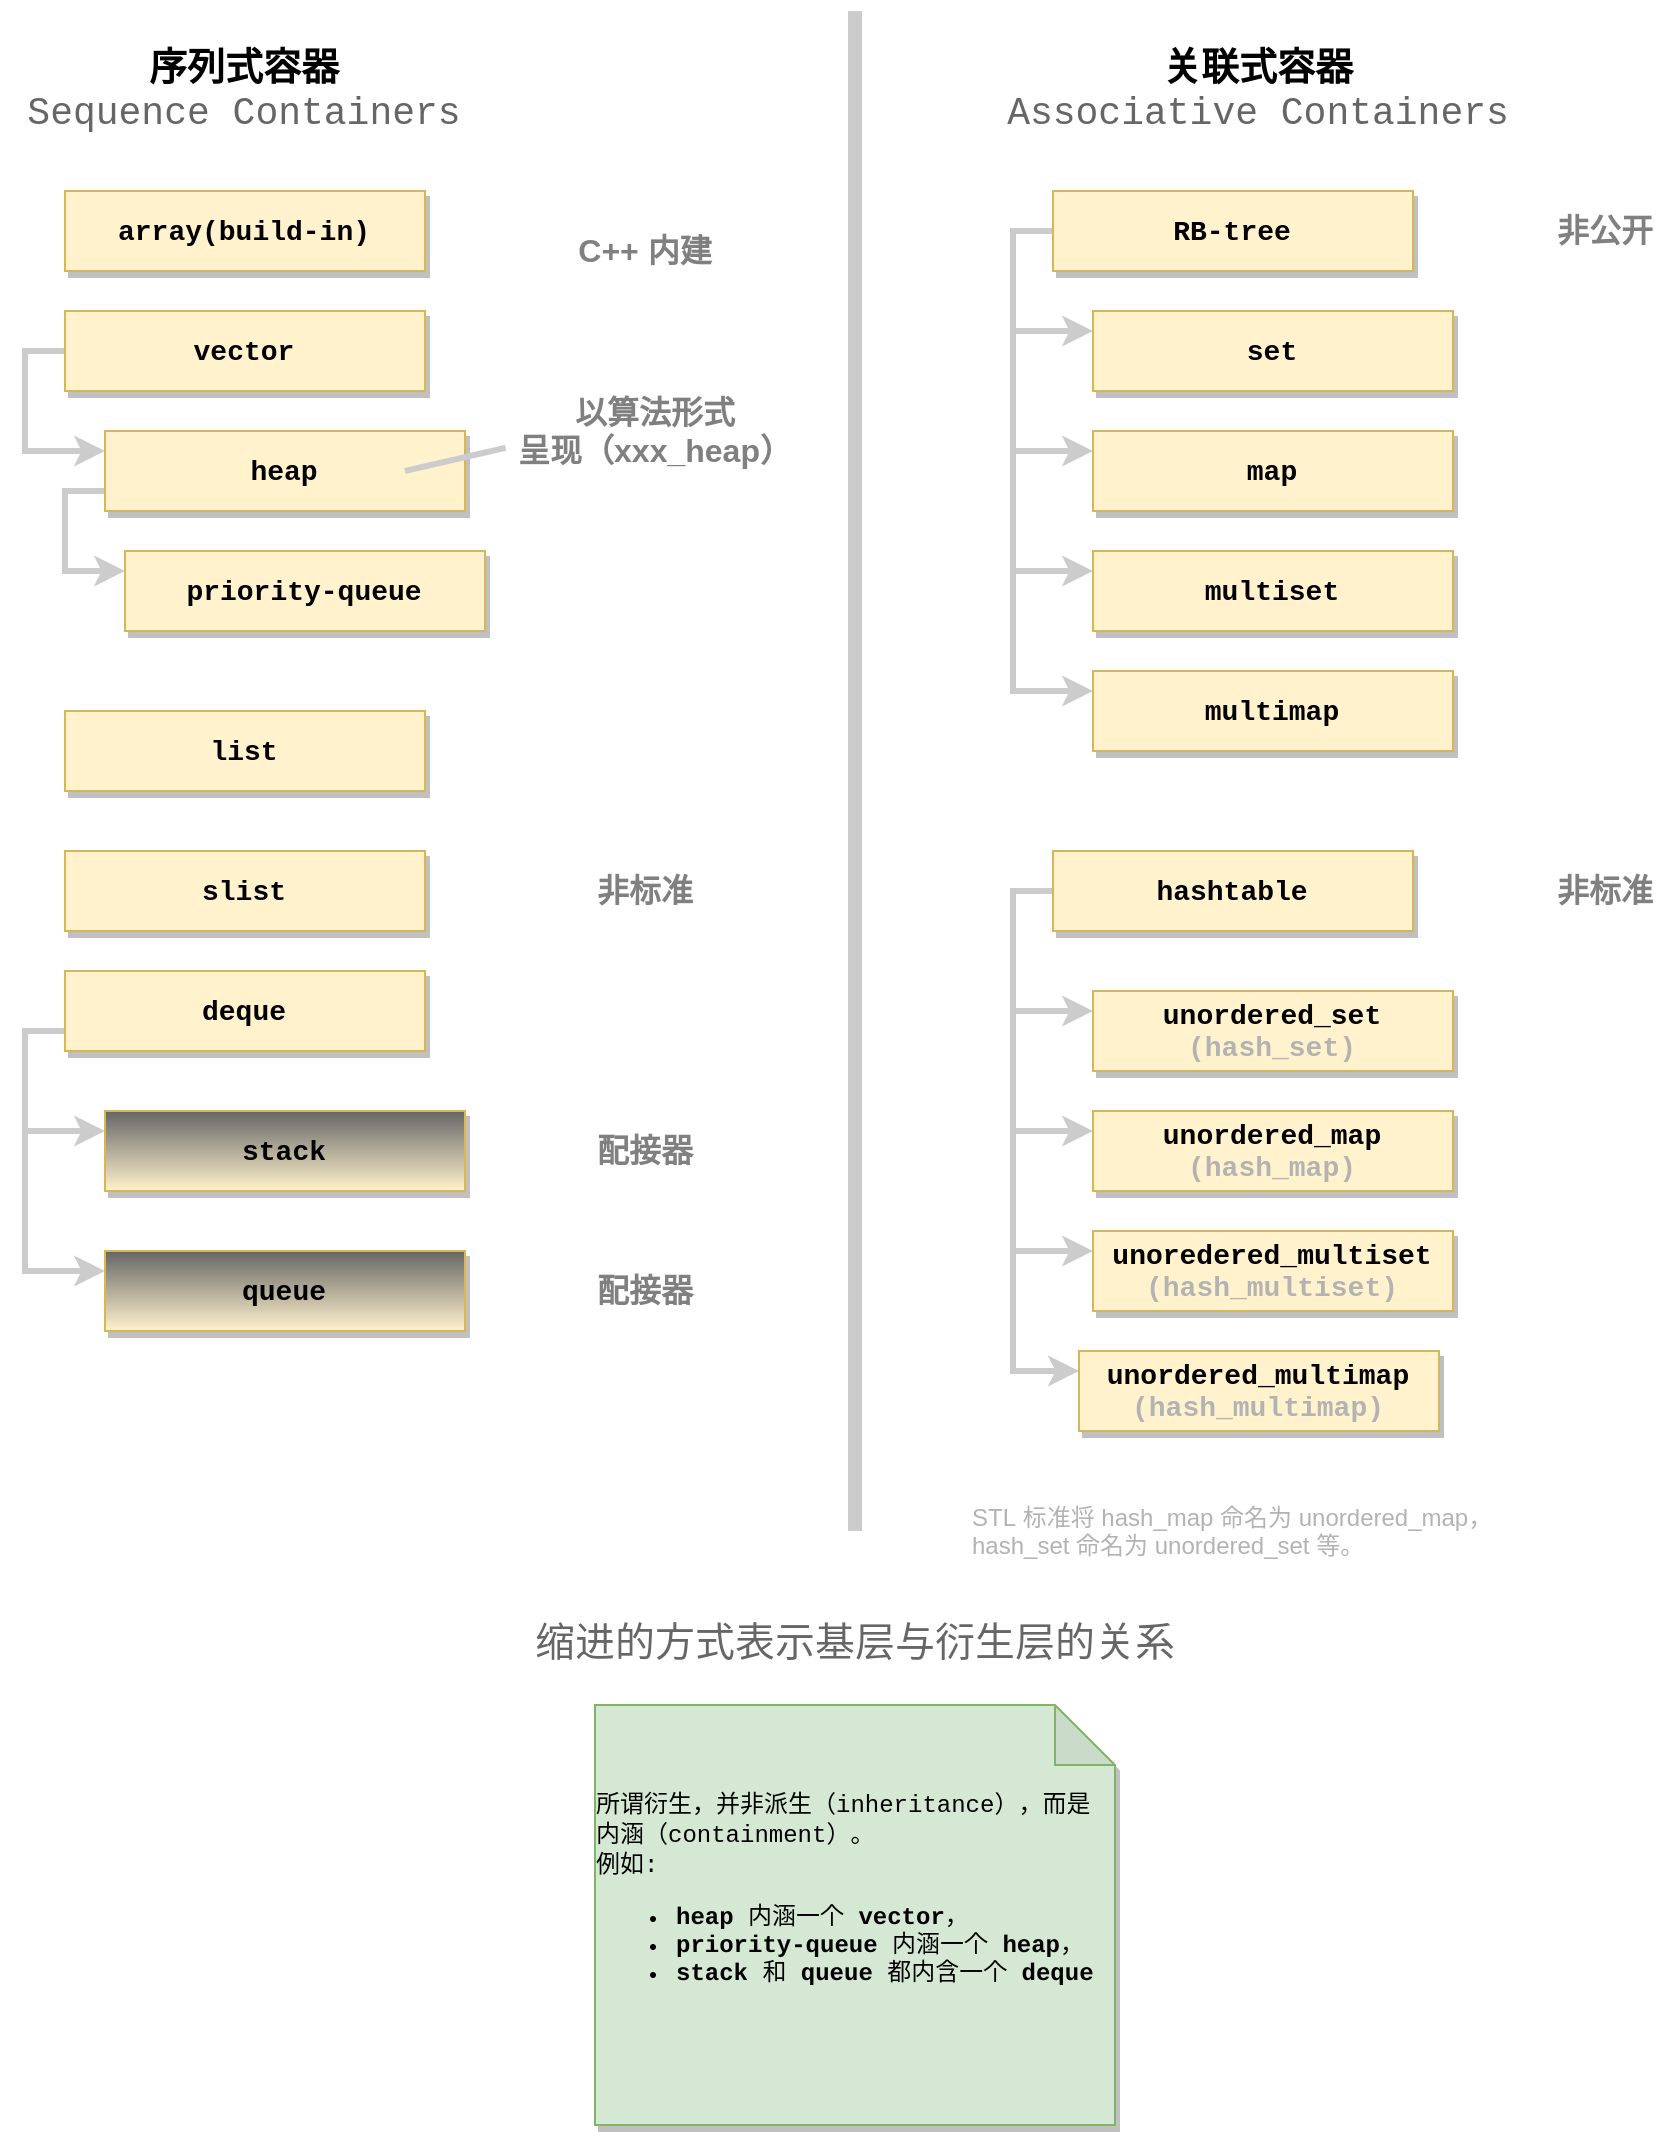 序列式容器
Sequence Containers
array(build-in)
C++ 内建
vector
以算法形式
呈现（xxx_heap）
heap
priority-queue
list
slist
非标准
deque
stack
配接器
queue
配接器
关联式容器
Associative Containers
RB-tree
非公开
set
map
multiset
multimap
hashtable
非标准
unordered_set
(hash_set)
unordered_map
(hash_map)
unoredered_multiset
(hash_multiset)
unordered_multimap
(hash_multimap)
STL 标准将 hash_map 命名为 unordered_map，
hash_set 命名为 unordered_set 等。
缩进的方式表示基层与衍生层的关系
所谓衍生，并非派生（inheritance），而是
内涵（containment）。
例如:
• heap 内涵一个 vector，
• priority-queue 内涵一个 heap，
• stack 和 queue 都内含一个 deque